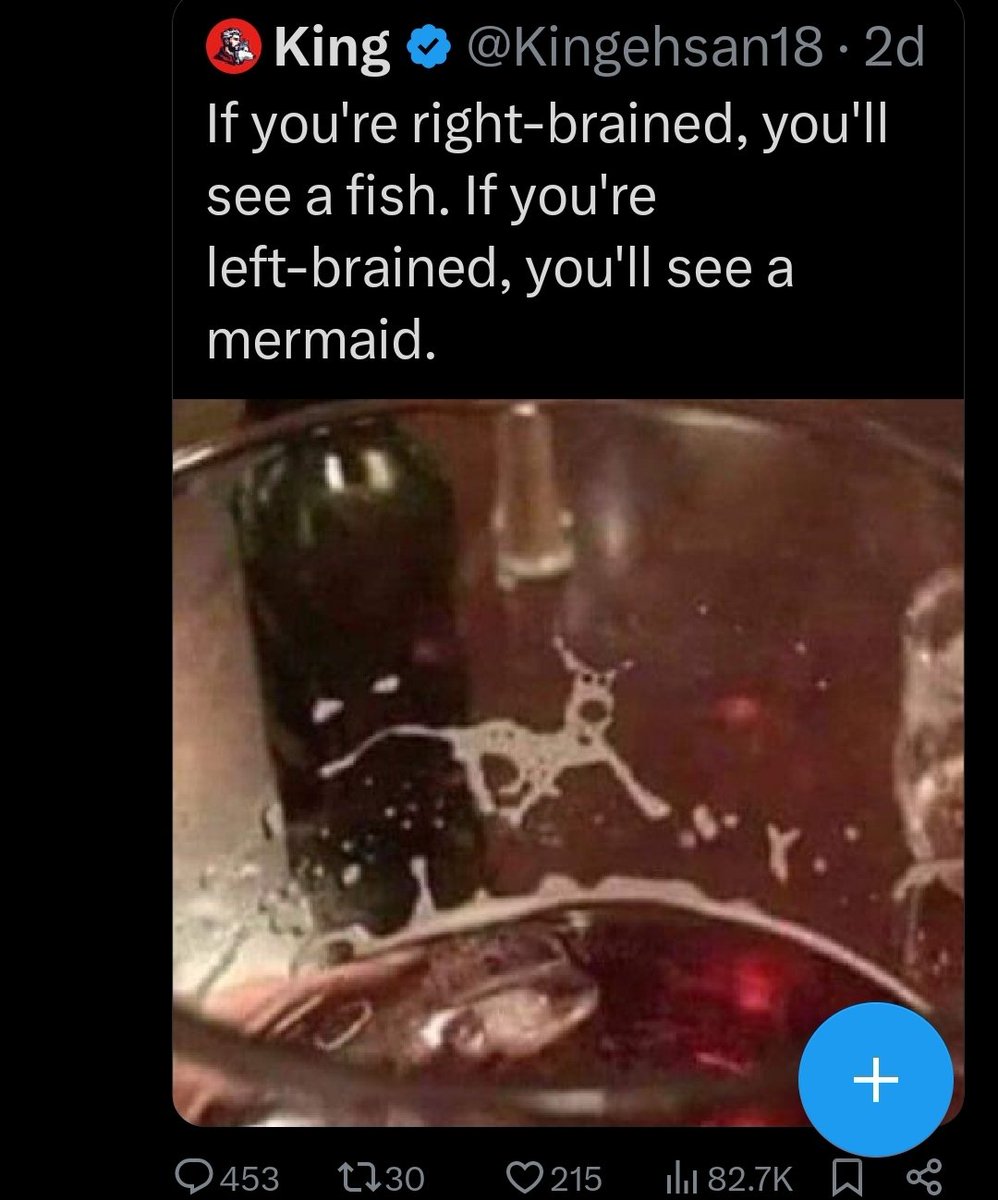 King @Kingehsan18 · 2d
If you're right-brained, you'll
see a fish. If you're
left-brained, you'll see a
mermaid.
453 30 215 82.7K